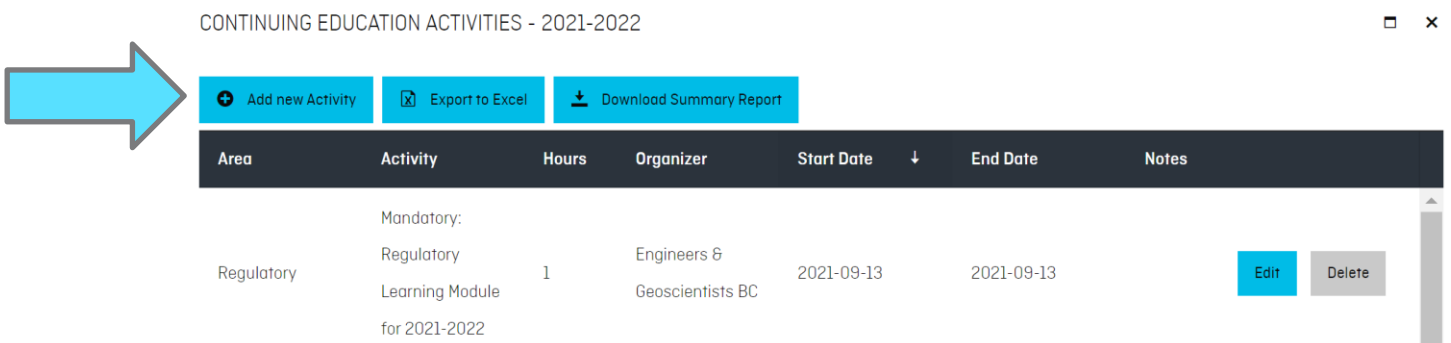 CONTINUING EDUCATION ACTIVITIES - 2021-2022
Add new Activity
Export to Excel
Download Summary Report
Area Activity Hours Organizer Start Date ↓ End Date Notes
Mandatory:
Regulatory
Learning Module
for 2021-2022
Regulatory
1
Engineers &
Geoscientists BC
2021-09-13
2021-09-13
Edit
Delete